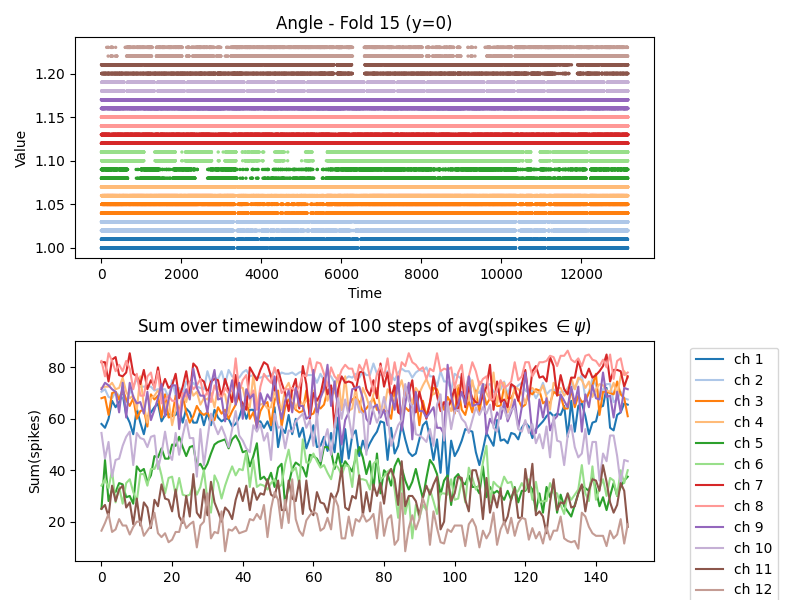 Angle - Fold 15 (y=0)
Value
1.20
1.15
1.10
1.05
1.00
0 2000 4000 6000 8000 10000 12000
Time
Sum over timewindow of 100 steps of avg(spikes ∈ ψ)
Sum(spikes)
80
60
40
20
0 20 40 60 80 100 120 140
ch 1
ch 2
ch 3
ch 4
ch 5
ch 6
ch 7
ch 8
ch 9
ch 10
ch 11
ch 12